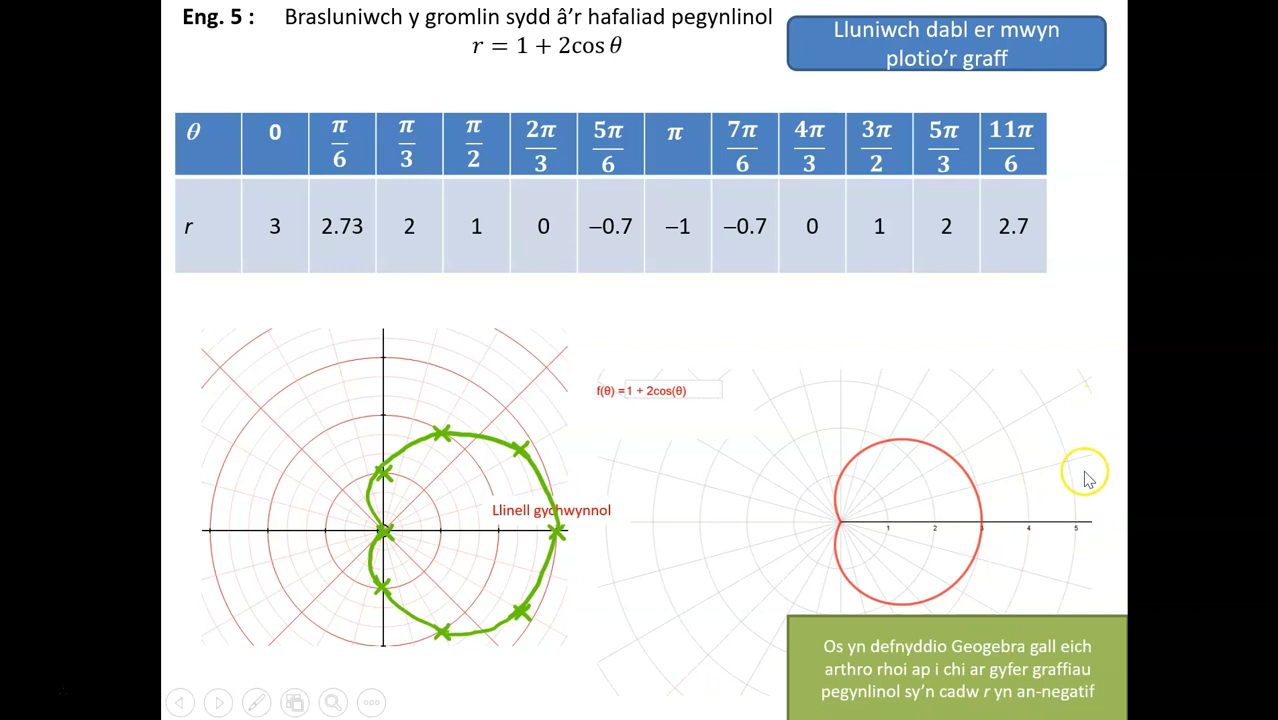 Eng. 5 : Brasluniwch y gromlin sydd â'r hafaliad pegynlinol
r = 1 + 2cos θ
Lluniwch dabl er mwyn
plotio'r graff
θ 0 π/6 π/3 π/2 2π/3 5π/6 π 7π/6 4π/3 3π/2 5π/3 11π/6
r 3 2.73 2 1 0 –0.7 –1 –0.7 0 1 2 2.7
f(θ) = 1 + 2cos(θ)
Llinell gychwynnol
1 2 3 4 5
Os yn defnyddio Geogebra gall eich
arthro rhoi ap i chi ar gyfer graffiau
pegynlinol sy'n cadw r yn an-negatif